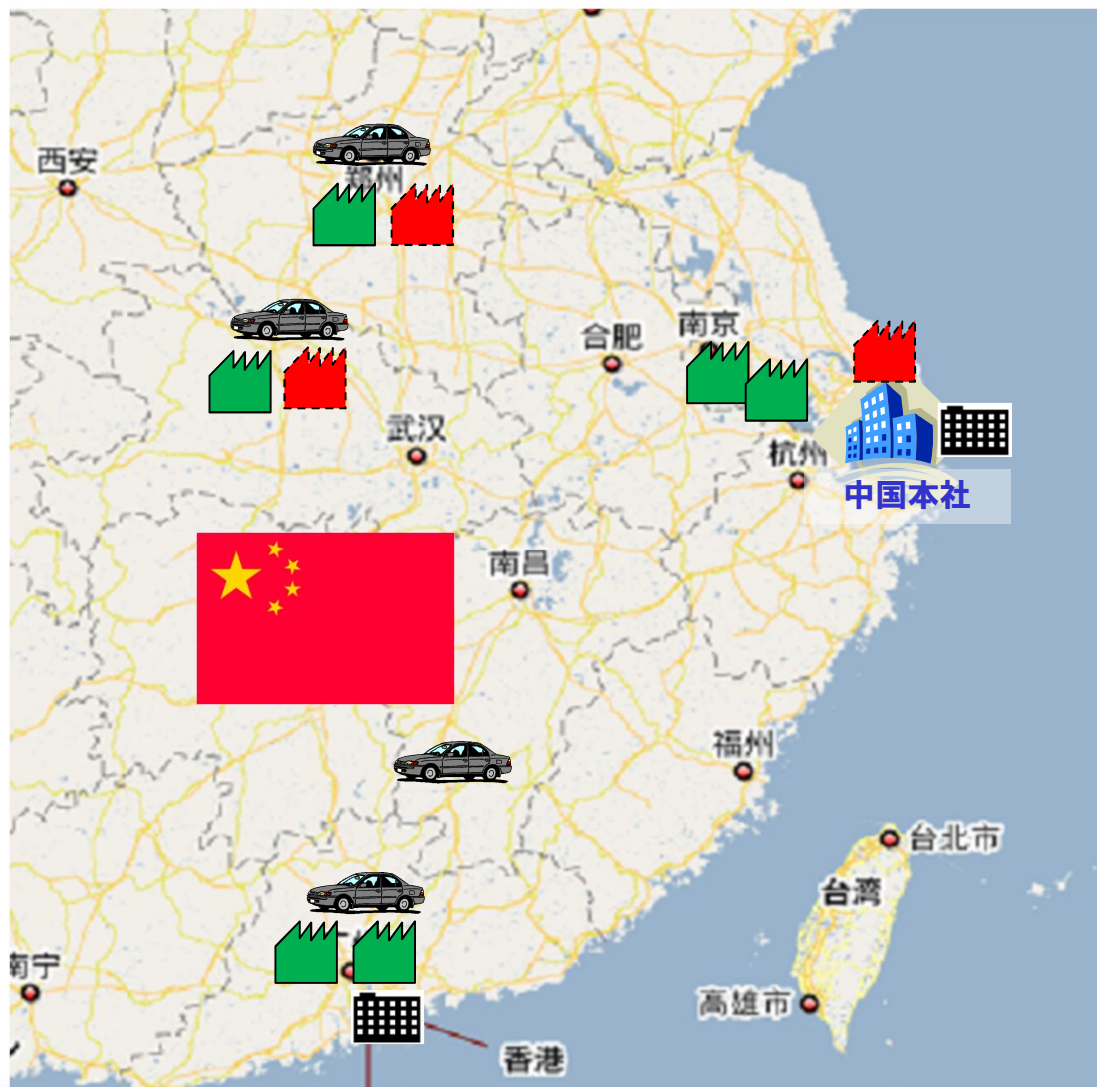 西安
郑州
合肥
南京
武汉
杭州
中国本社
南昌
福州
台北市
台湾
南宁
高雄市
香港